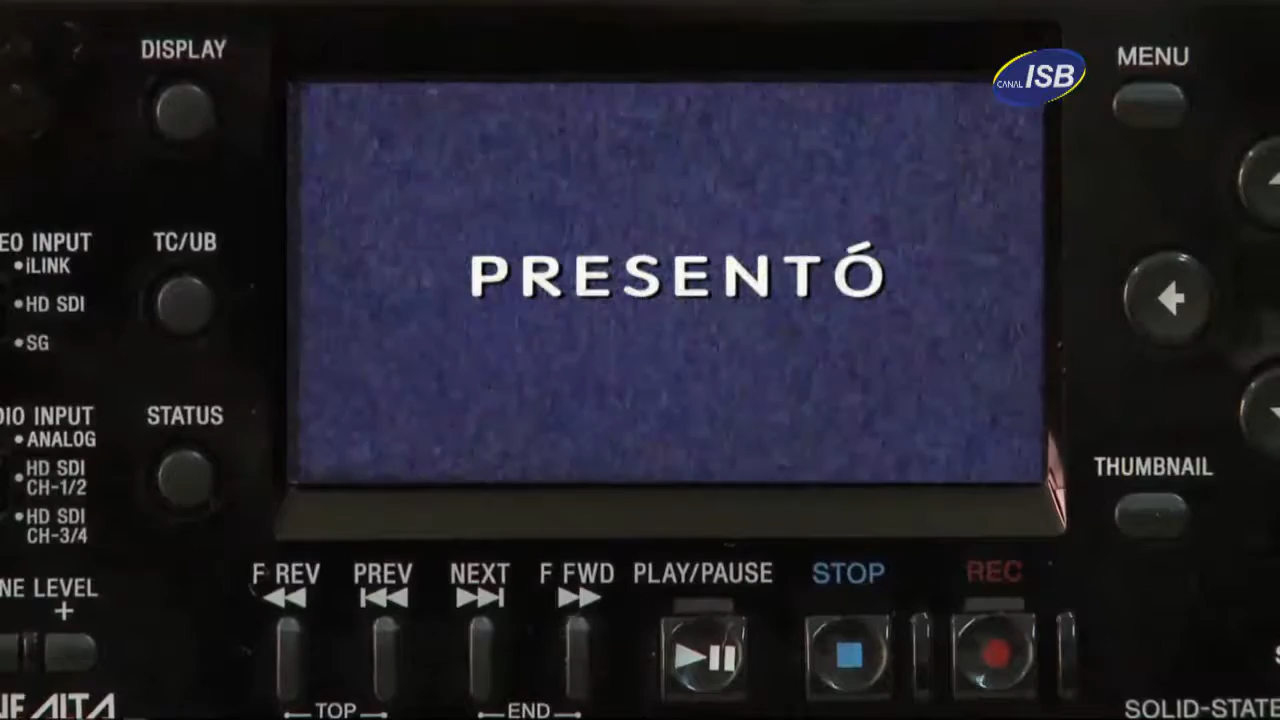 DISPLAY
CANAL ISB
MENU
EO INPUT
•iLINK
•HD SDI
•SG
TC/UB
PRESENTÓ
DIO INPUT
•ANALOG
•HD SDI
CH-1/2
•HD SDI
CH-3/4
STATUS
THUMBNAIL
NE LEVEL
+
F REV
PREV
NEXT
F FWD
PLAY/PAUSE
STOP
REC
TOP
END
SOLID-STATE